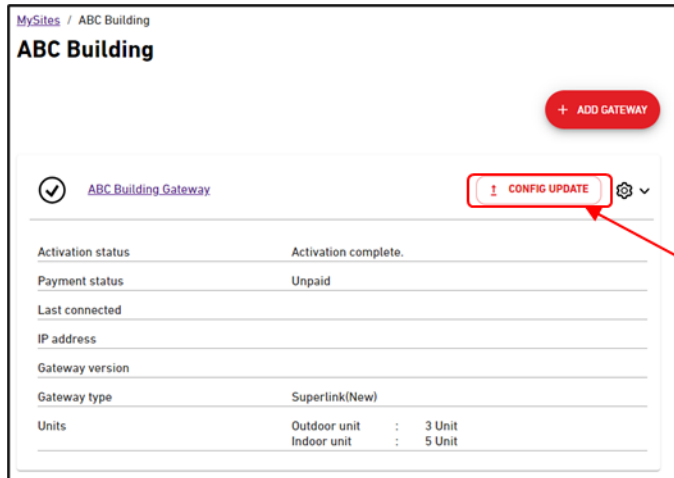 MySites / ABC Building
ABC Building
+ ADD GATEWAY
ABC Building Gateway
CONFIG UPDATE
Activation status Activation complete.
Payment status Unpaid
Last connected
IP address
Gateway version
Gateway type Superlink(New)
Units Outdoor unit : 3 Unit
Indoor unit : 5 Unit